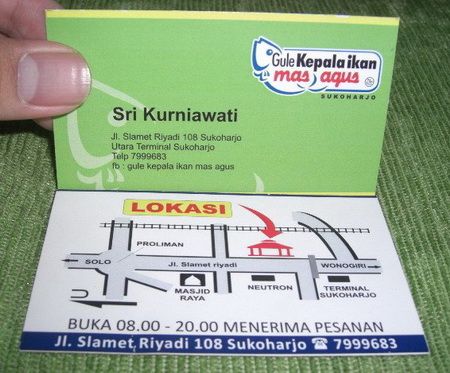 Gule Kepala ikan
mas agus
SUKOHARJO
Sri Kurniawati
Jl. Slamet Riyadi 108 Sukoharjo
Utara Terminal Sukoharjo
Telp 7999683
fb : gule kepala ikan mas agus
LOKASI
PROLIMAN
SOLO
Jl. Slamet riyadi
WONOGIRI
MASJID
RAYA
NEUTRON
TERMINAL
SUKOHARJO
U
BUKA 08.00 - 20.00 MENERIMA PESANAN
Jl. Slamet Riyadi 108 Sukoharjo ☎ 7999683